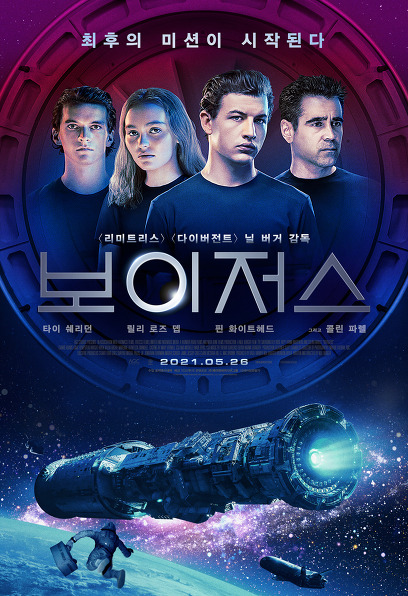 최후의 미션이 시작된다
<리미트리스> <다이버전트> 닐 버거 감독
보이저스
타이 쉐리던 릴리 로즈 뎁 핀 화이트헤드 그리고 콜린 파렐
2021.05.26